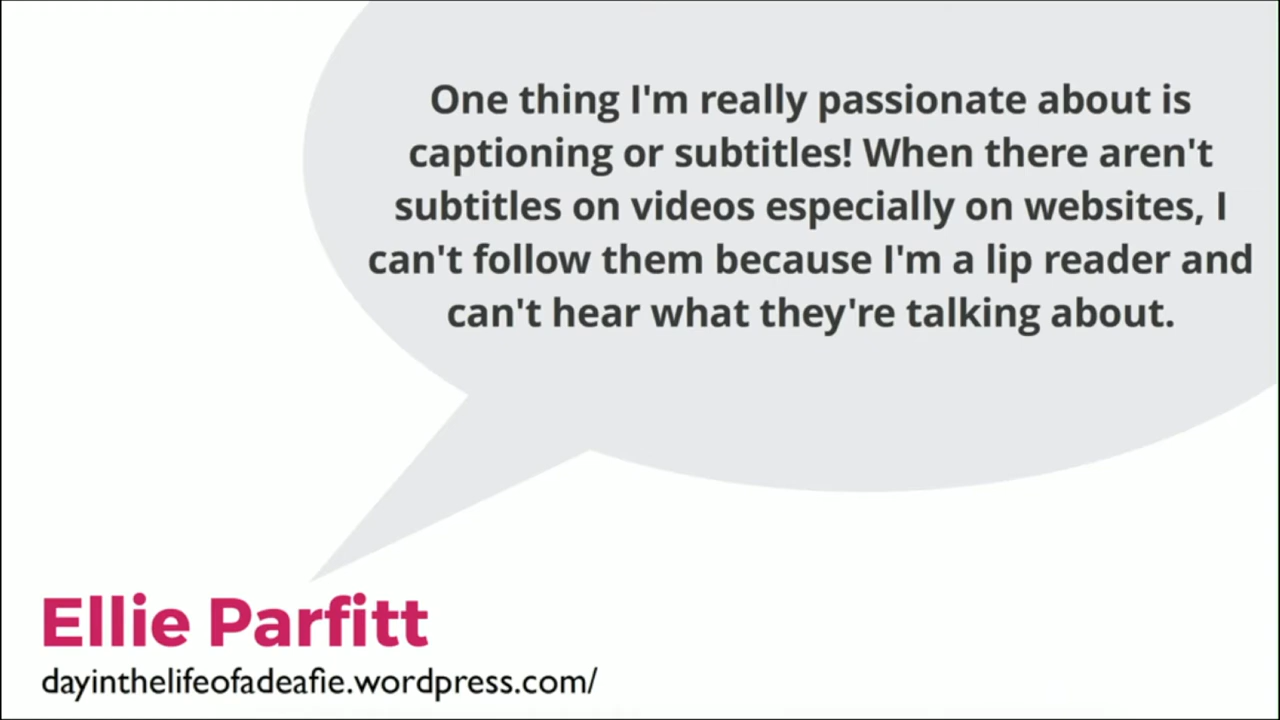 One thing I'm really passionate about is
captioning or subtitles! When there aren't
subtitles on videos especially on websites, I
can't follow them because I'm a lip reader and
can't hear what they're talking about.
Ellie Parfitt
dayinthelifeofadeafie.wordpress.com/